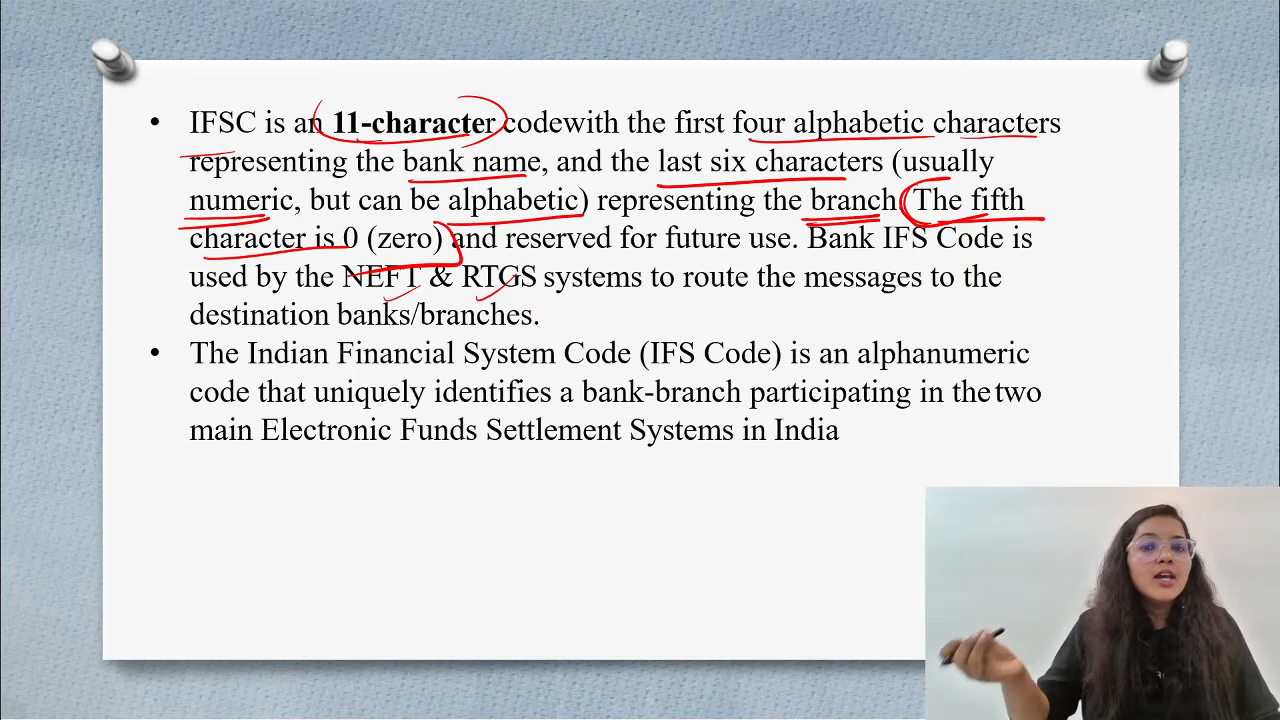 • IFSC is an 11-character codewith the first four alphabetic characters
representing the bank name, and the last six characters (usually
numeric, but can be alphabetic) representing the branch. The fifth
character is 0 (zero) and reserved for future use. Bank IFS Code is
used by the NEFT & RTGS systems to route the messages to the
destination banks/branches.
• The Indian Financial System Code (IFS Code) is an alphanumeric
code that uniquely identifies a bank-branch participating in the two
main Electronic Funds Settlement Systems in India